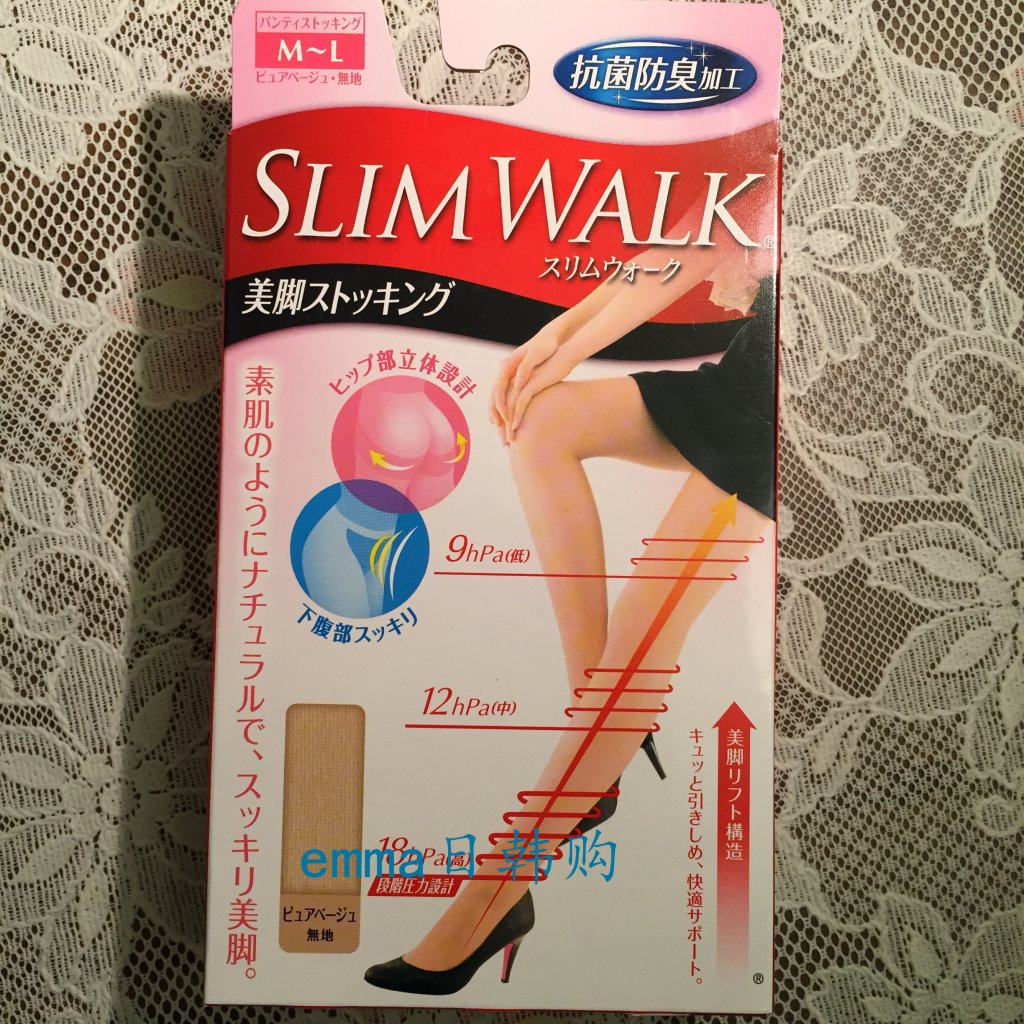 パンティストッキング
M~L
ピュアベージュ・無地
抗菌防臭加工
SLIM WALK®
スリムウォーク
美脚ストッキング
素肌のようにナチュラルで、スッキリ美脚。
ヒップ部立体設計
下腹部スッキリ
9hPa(低)
12hPa(中)
18hPa(高)
段階圧力設計
emma日韩购
美脚リフト構造
キュッと引きしめ、快適サポート。
ピュアベージュ
無地
®